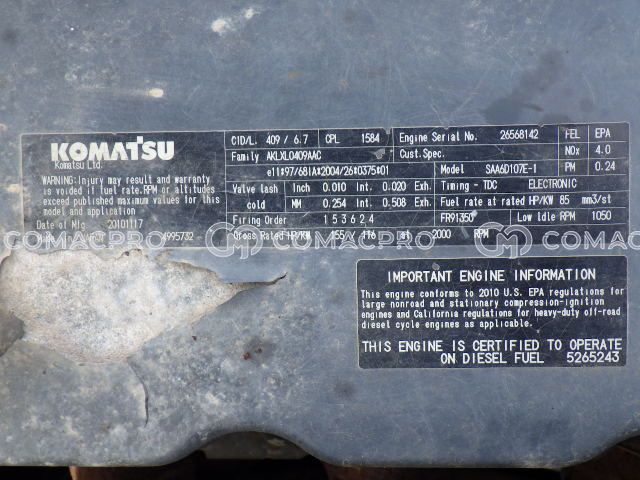 KOMATSU
Komatsu Ltd.
WARNING: Injury may result and warranty
is voided if fuel rate.RPM or altitudes
exceed published maximum values for this
model and application.
Date of Mfg 20101117
4995732
CID/L. 409 / 6.7 CPL 1584 Engine Serial No. 26568142 FEL EPA
Family AKLXL0409AAC Cust.Spec. NOx 4.0
e11*97/68IA*2004/26*0375*01 Model SAA6D107E-1 PM 0.24
Valve lash Inch 0.010 Int. 0.020 Exh. Timing - TDC ELECTRONIC
cold MM 0.254 Int. 0.508 Exh. Fuel rate at rated HP/KW 85 mm3/st
Firing Order 1 5 3 6 2 4 FR91350 Low Idle RPM 1050
Gross Rated HP/KW 155 / 116 at 2000 RPM
COMACPRO COMACPRO COMACPRO
IMPORTANT ENGINE INFORMATION
This engine conforms to 2010 U.S. EPA regulations for
large nonroad and stationary compression-ignition
engines and California regulations for heavy-duty off-road
diesel cycle engines as applicable.
THIS ENGINE IS CERTIFIED TO OPERATE
ON DIESEL FUEL 5265243